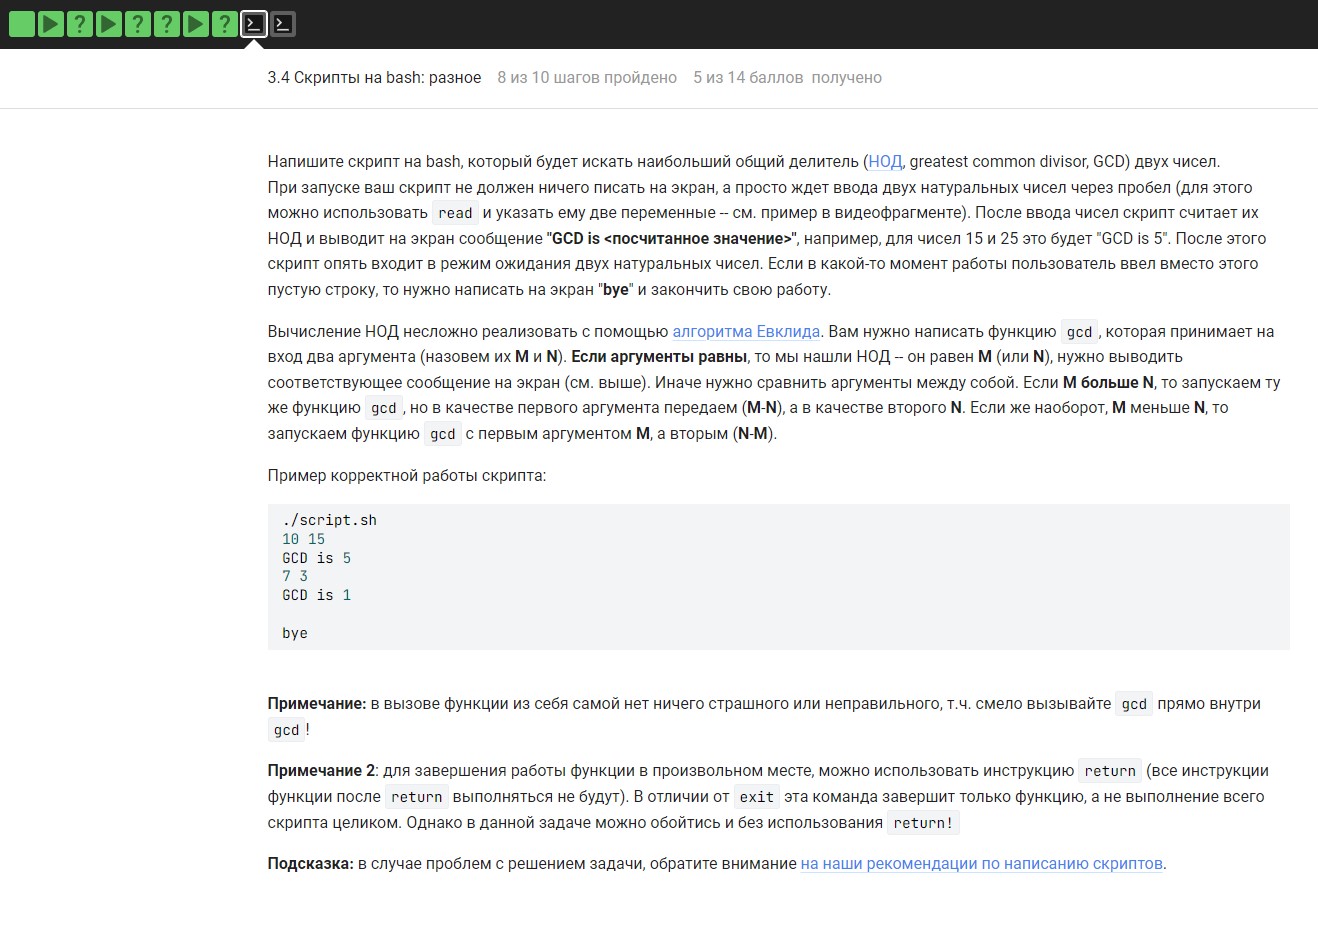 3.4 Скрипты на bash: разное 8 из 10 шагов пройдено 5 из 14 баллов получено
Напишите скрипт на bash, который будет искать наибольший общий делитель (НОД, greatest common divisor, GCD) двух чисел.
При запуске ваш скрипт не должен ничего писать на экран, а просто ждет ввода двух натуральных чисел через пробел (для этого
можно использовать read и указать ему две переменные -- см. пример в видеофрагменте). После ввода чисел скрипт считает их
НОД и выводит на экран сообщение "GCD is <посчитанное значение>", например, для чисел 15 и 25 это будет "GCD is 5". После этого
скрипт опять входит в режим ожидания двух натуральных чисел. Если в какой-то момент работы пользователь ввел вместо этого
пустую строку, то нужно написать на экран "bye" и закончить свою работу.
Вычисление НОД несложно реализовать с помощью алгоритма Евклида. Вам нужно написать функцию gcd, которая принимает на
вход два аргумента (назовем их M и N). Если аргументы равны, то мы нашли НОД -- он равен M (или N), нужно выводить
соответствующее сообщение на экран (см. выше). Иначе нужно сравнить аргументы между собой. Если M больше N, то запускаем ту
же функцию gcd, но в качестве первого аргумента передаем (M-N), а в качестве второго N. Если же наоборот, M меньше N, то
запускаем функцию gcd с первым аргументом M, а вторым (N-M).
Пример корректной работы скрипта:
./script.sh
10 15
GCD is 5
7 3
GCD is 1
bye
Примечание: в вызове функции из себя самой нет ничего страшного или неправильного, т.ч. смело вызывайте gcd прямо внутри
gcd!
Примечание 2: для завершения работы функции в произвольном месте, можно использовать инструкцию return (все инструкции
функции после return выполняться не будут). В отличии от exit эта команда завершит только функцию, а не выполнение всего
скрипта целиком. Однако в данной задаче можно обойтись и без использования return!
Подсказка: в случае проблем с решением задачи, обратите внимание на наши рекомендации по написанию скриптов.